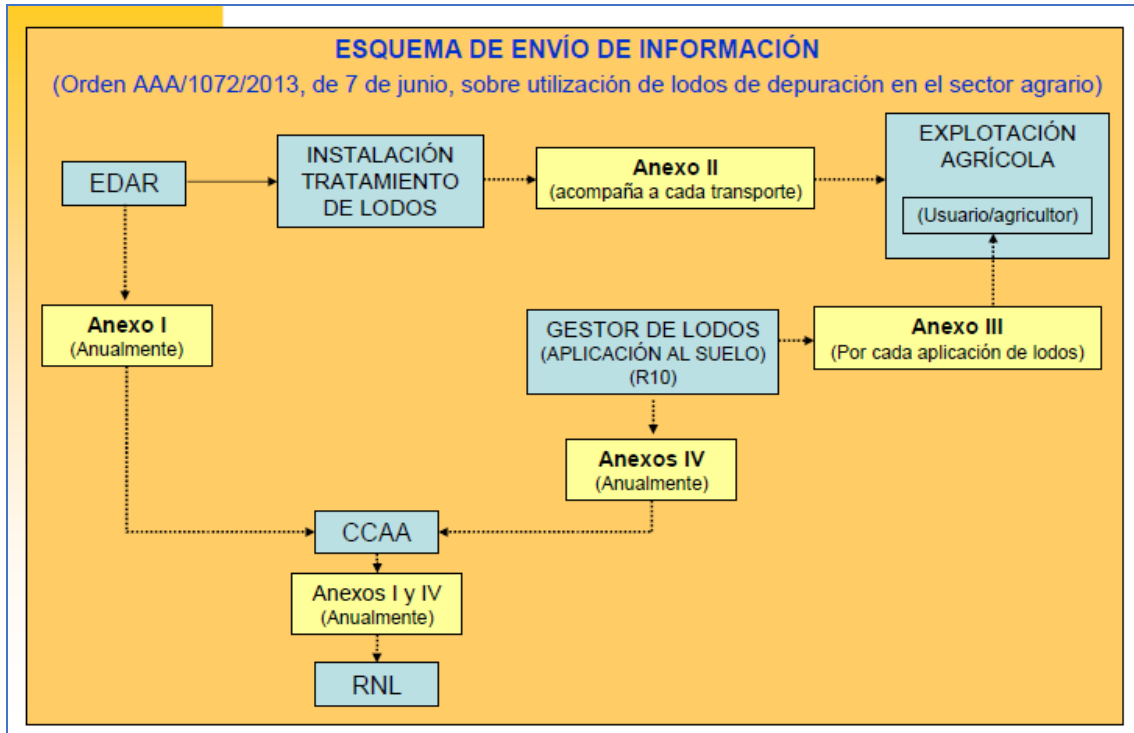 ESQUEMA DE ENVÍO DE INFORMACIÓN
(Orden AAA/1072/2013, de 7 de junio, sobre utilización de lodos de depuración en el sector agrario)
EDAR
INSTALACIÓN
TRATAMIENTO
DE LODOS
Anexo II
(acompaña a cada transporte)
EXPLOTACIÓN
AGRÍCOLA
(Usuario/agricultor)
Anexo I
(Anualmente)
GESTOR DE LODOS
(APLICACIÓN AL SUELO)
(R10)
Anexo III
(Por cada aplicación de lodos)
Anexos IV
(Anualmente)
CCAA
Anexos I y IV
(Anualmente)
RNL